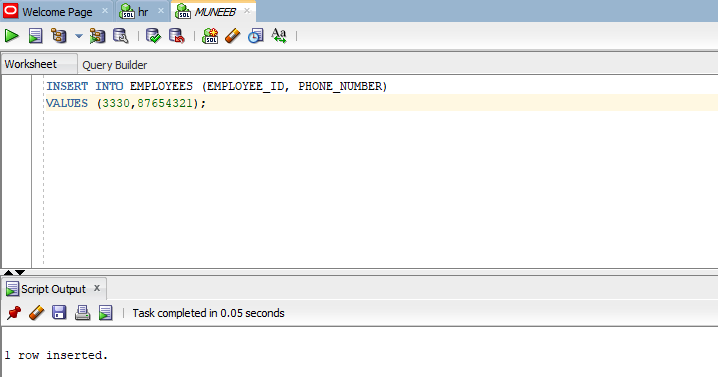 Welcome Page
hr
MUNEEB
Worksheet
Query Builder
INSERT INTO EMPLOYEES (EMPLOYEE_ID, PHONE_NUMBER)
VALUES (3330,87654321);
Script Output
Task completed in 0.05 seconds
1 row inserted.